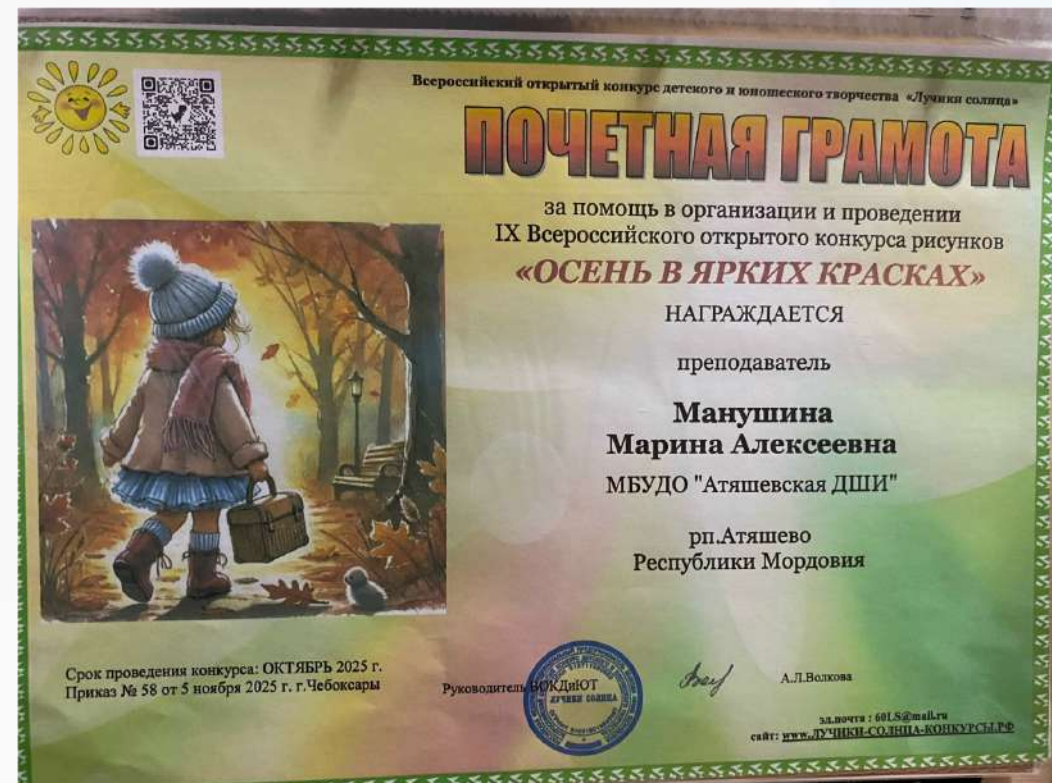 Всероссийский открытый конкурс детского и юношеского творчества «Лучики солнца»
ПОЧЕТНАЯ ГРАМОТА
за помощь в организации и проведении
IX Всероссийского открытого конкурса рисунков
«ОСЕНЬ В ЯРКИХ КРАСКАХ»
НАГРАЖДАЕТСЯ
преподаватель
Манушина
Марина Алексеевна
МБУДО "Атяшевская ДШИ"
рп.Атяшево
Республики Мордовия
Срок проведения конкурса: ОКТЯБРЬ 2025 г.
Приказ № 58 от 5 ноября 2025 г. г.Чебоксары
Руководитель ВОКДиЮТ
ЛУЧИКИ СОЛНЦА
А.Л.Волкова
эл.почта : 60LS@mail.ru
сайт: www.ЛУЧИКИ-СОЛНЦА-КОНКУРСЫ.РФ